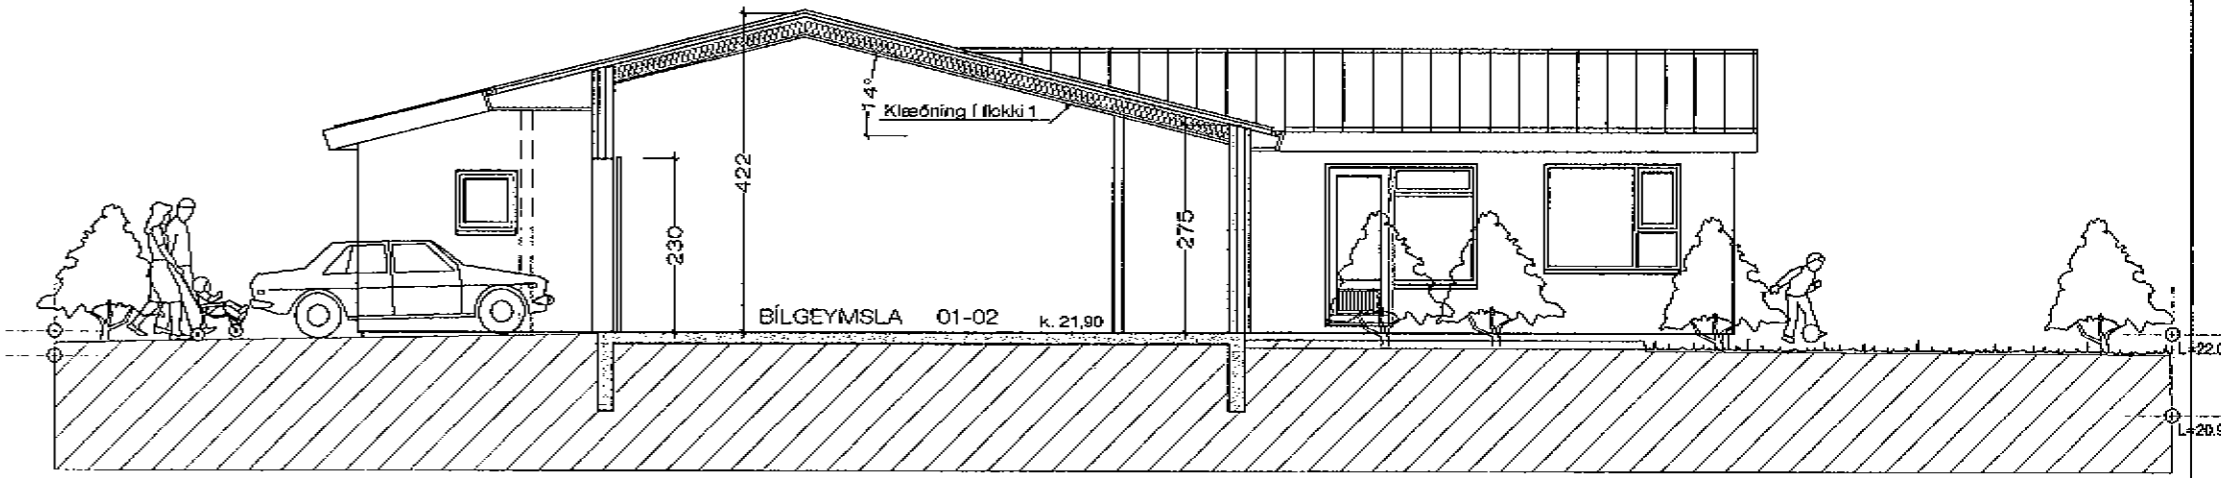 422
14°
Klæðning í flokki 1
230
275
BÍLGEYMSLA 01-02 k. 21,90
L=22.0
L=20.9